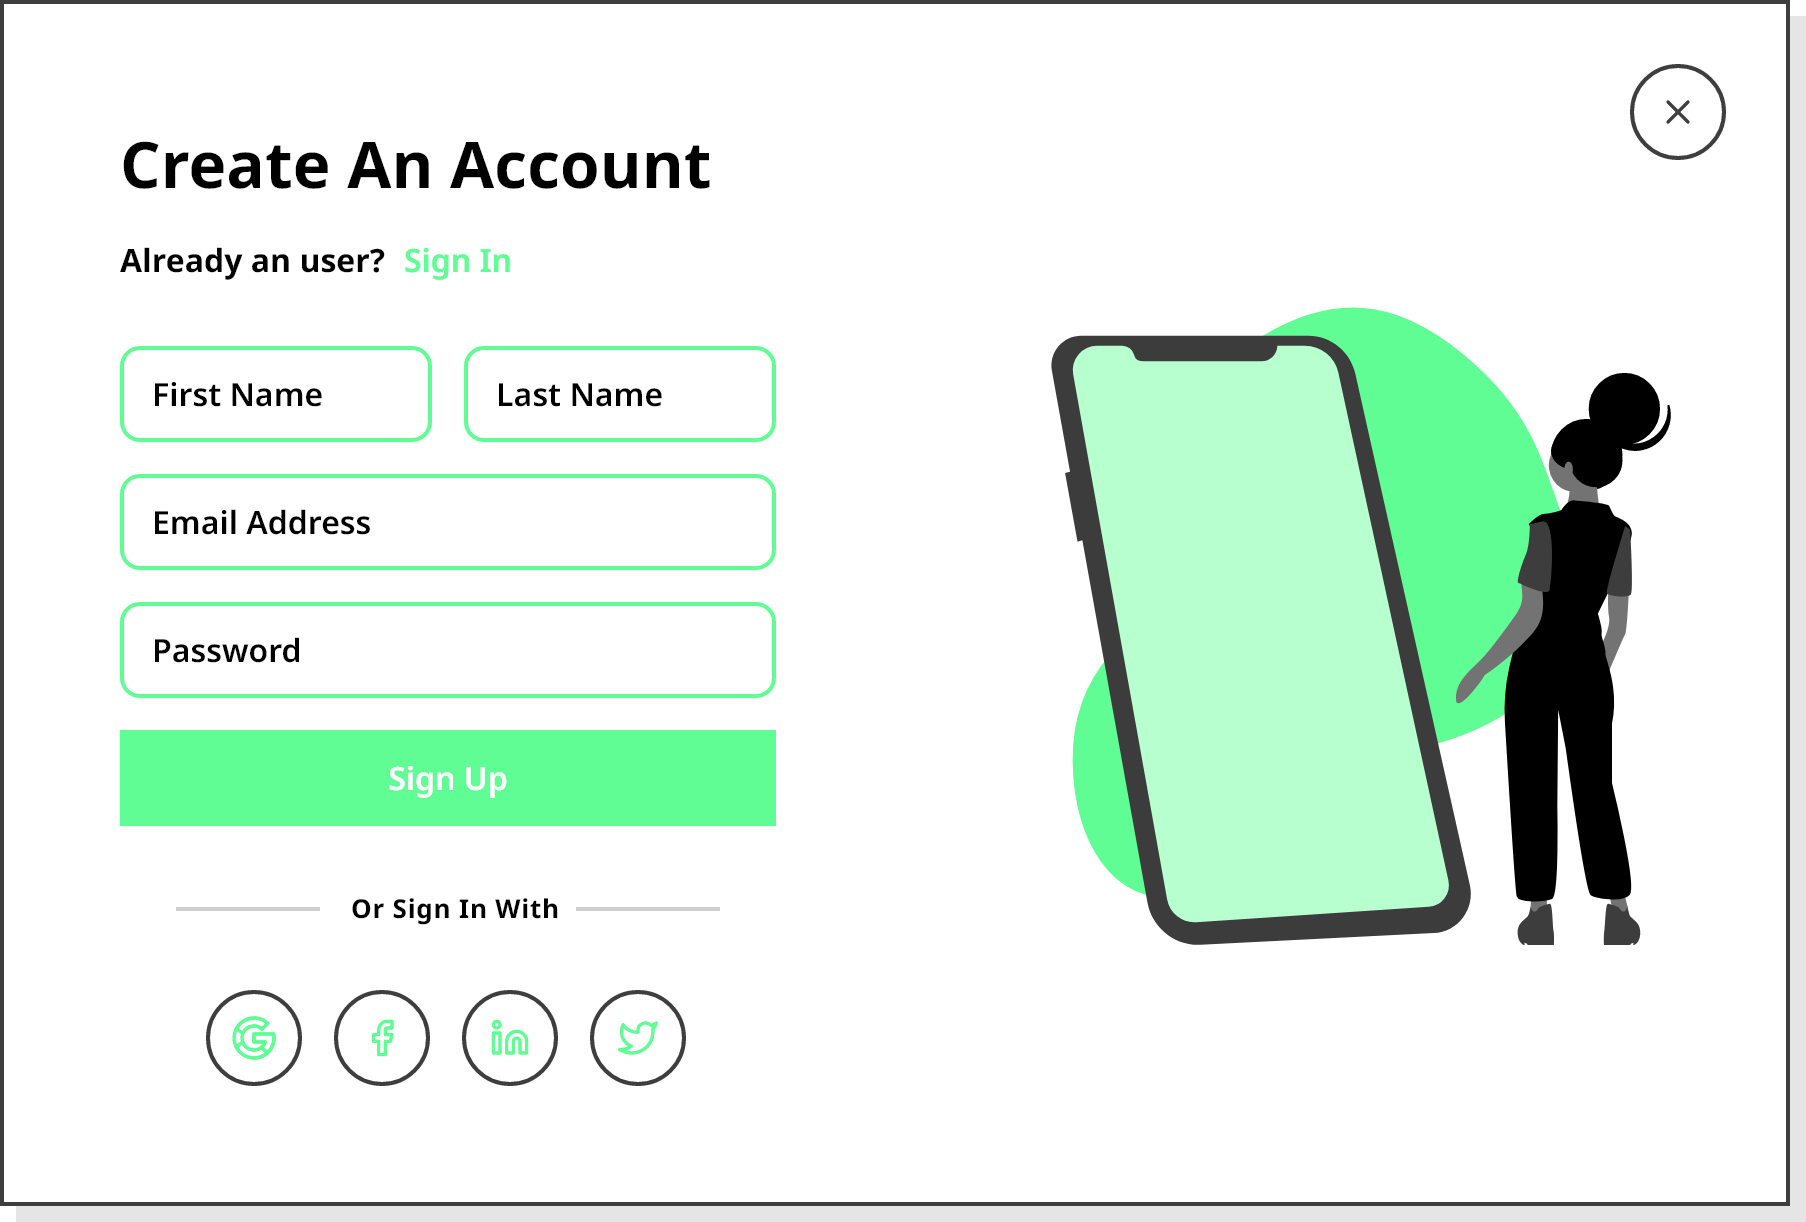 Create An Account
Already an user? Sign In
First Name
Last Name
Email Address
Password
Sign Up
Or Sign In With